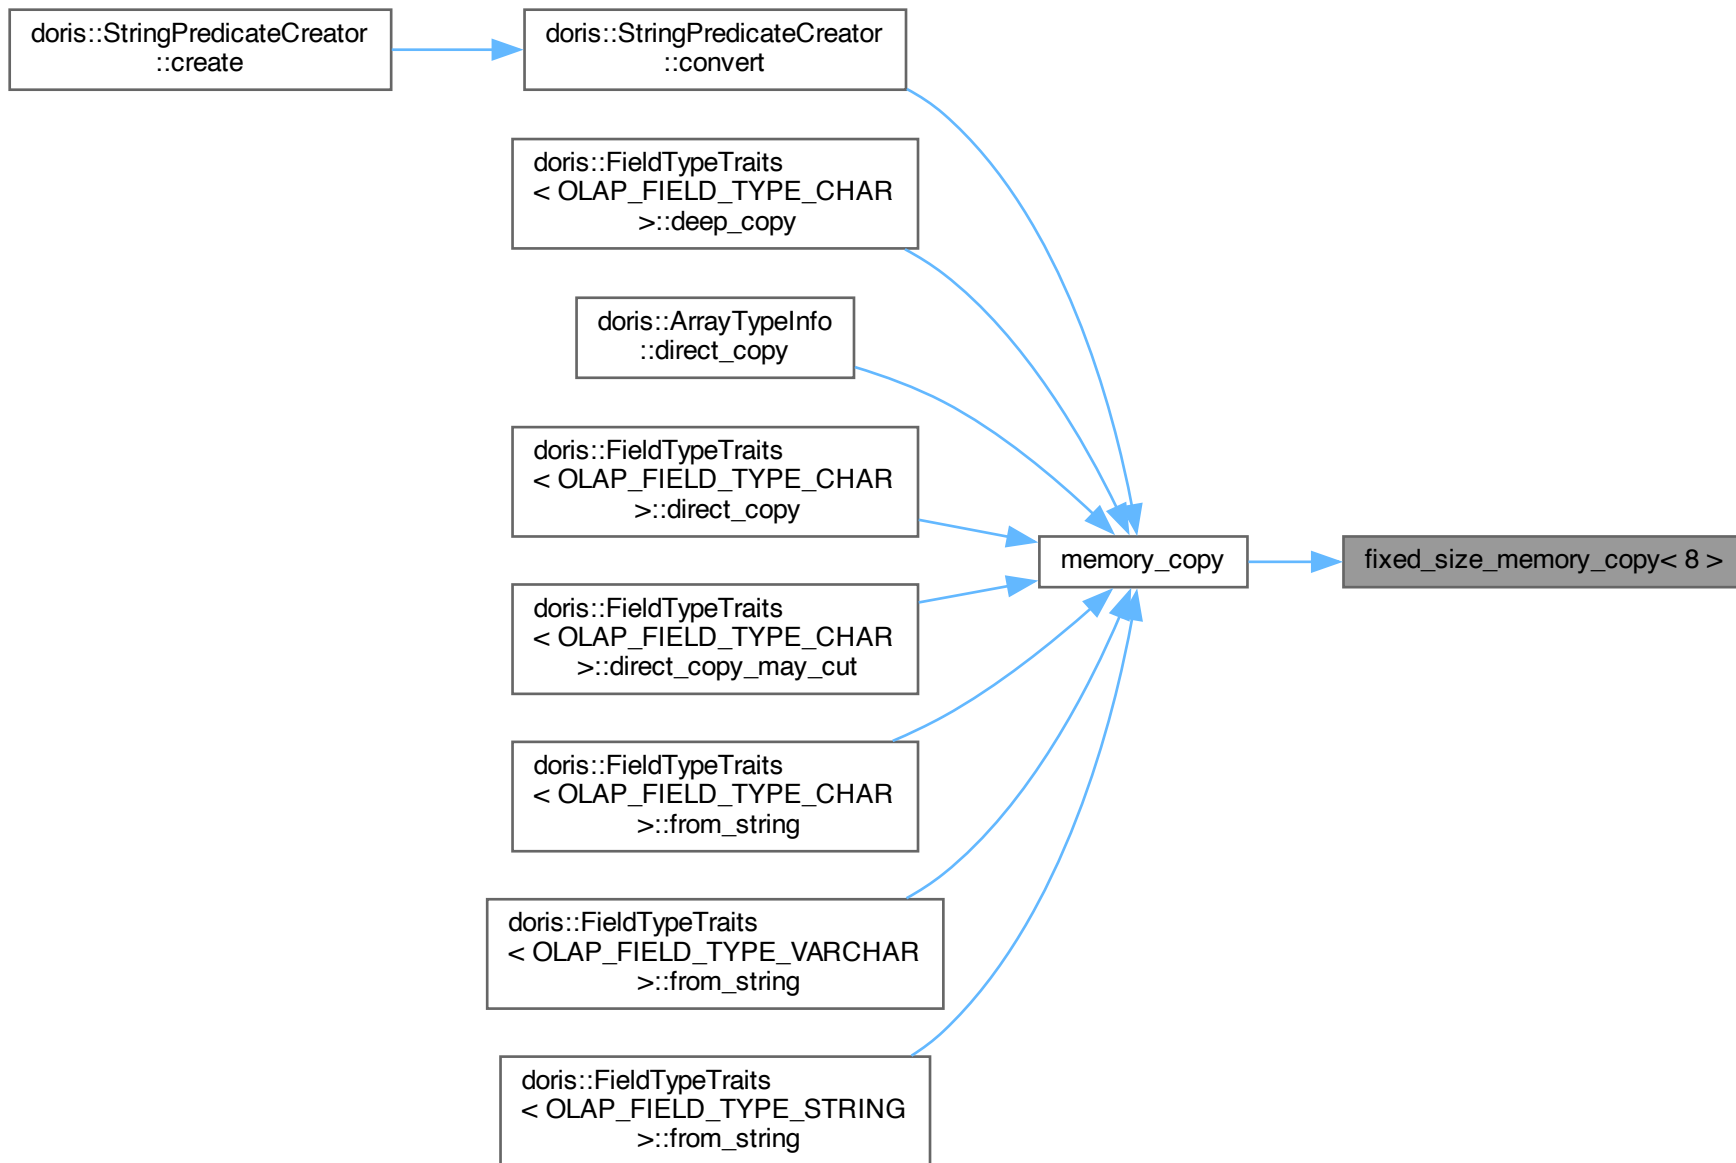 doris::StringPredicateCreator
::create
doris::StringPredicateCreator
::convert
doris::FieldTypeTraits
< OLAP_FIELD_TYPE_CHAR
>::deep_copy
doris::ArrayTypeInfo
::direct_copy
doris::FieldTypeTraits
< OLAP_FIELD_TYPE_CHAR
>::direct_copy
doris::FieldTypeTraits
< OLAP_FIELD_TYPE_CHAR
>::direct_copy_may_cut
doris::FieldTypeTraits
< OLAP_FIELD_TYPE_CHAR
>::from_string
doris::FieldTypeTraits
< OLAP_FIELD_TYPE_VARCHAR
>::from_string
doris::FieldTypeTraits
< OLAP_FIELD_TYPE_STRING
>::from_string
memory_copy
fixed_size_memory_copy< 8 >